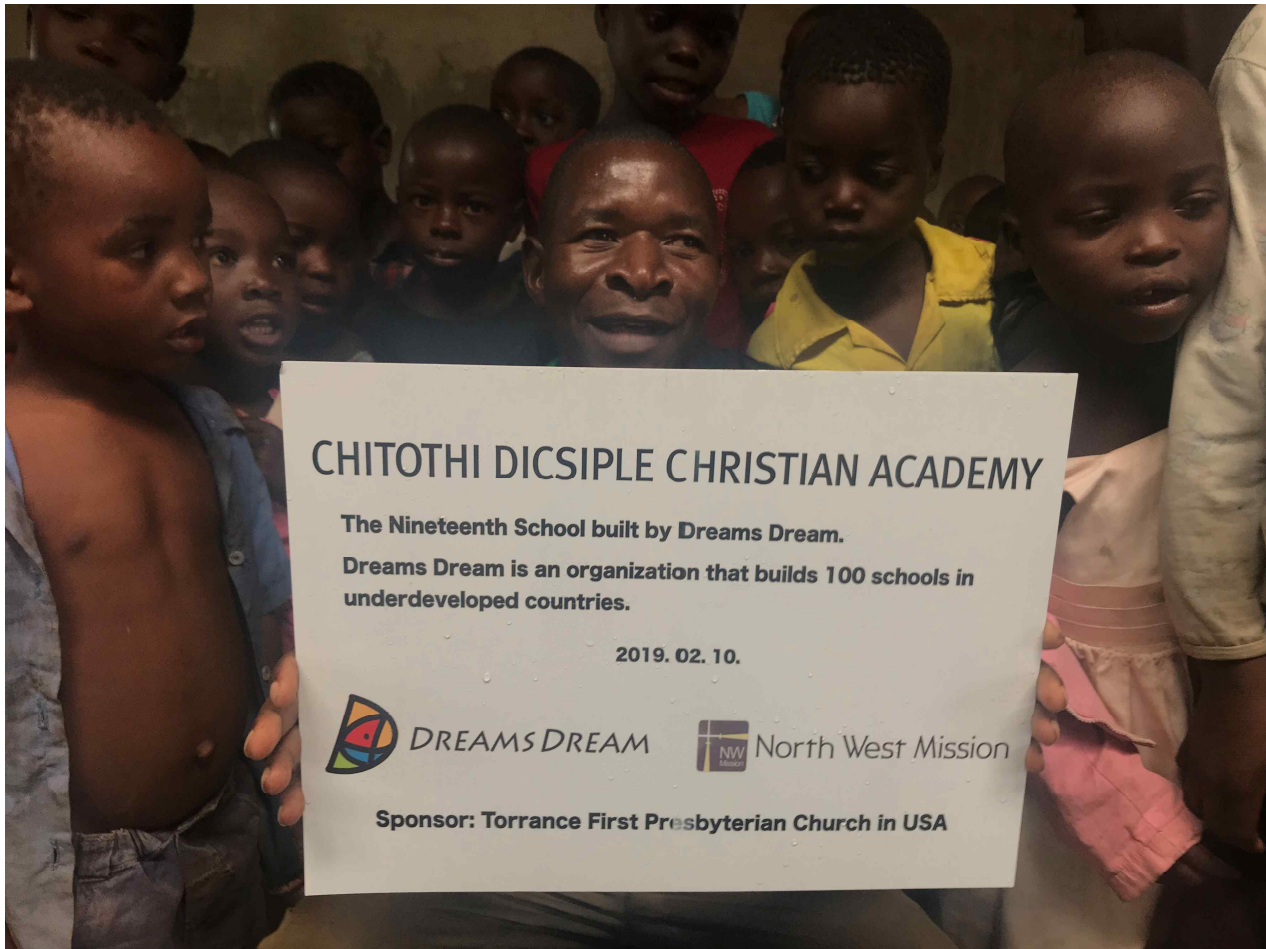 CHITOTHI DICSIPLE CHRISTIAN ACADEMY
The Nineteenth School built by Dreams Dream.
Dreams Dream is an organization that builds 100 schools in
underdeveloped countries.
2019. 02. 10.
DREAMS DREAM
NW
Mission
North West Mission
Sponsor: Torrance First Presbyterian Church in USA